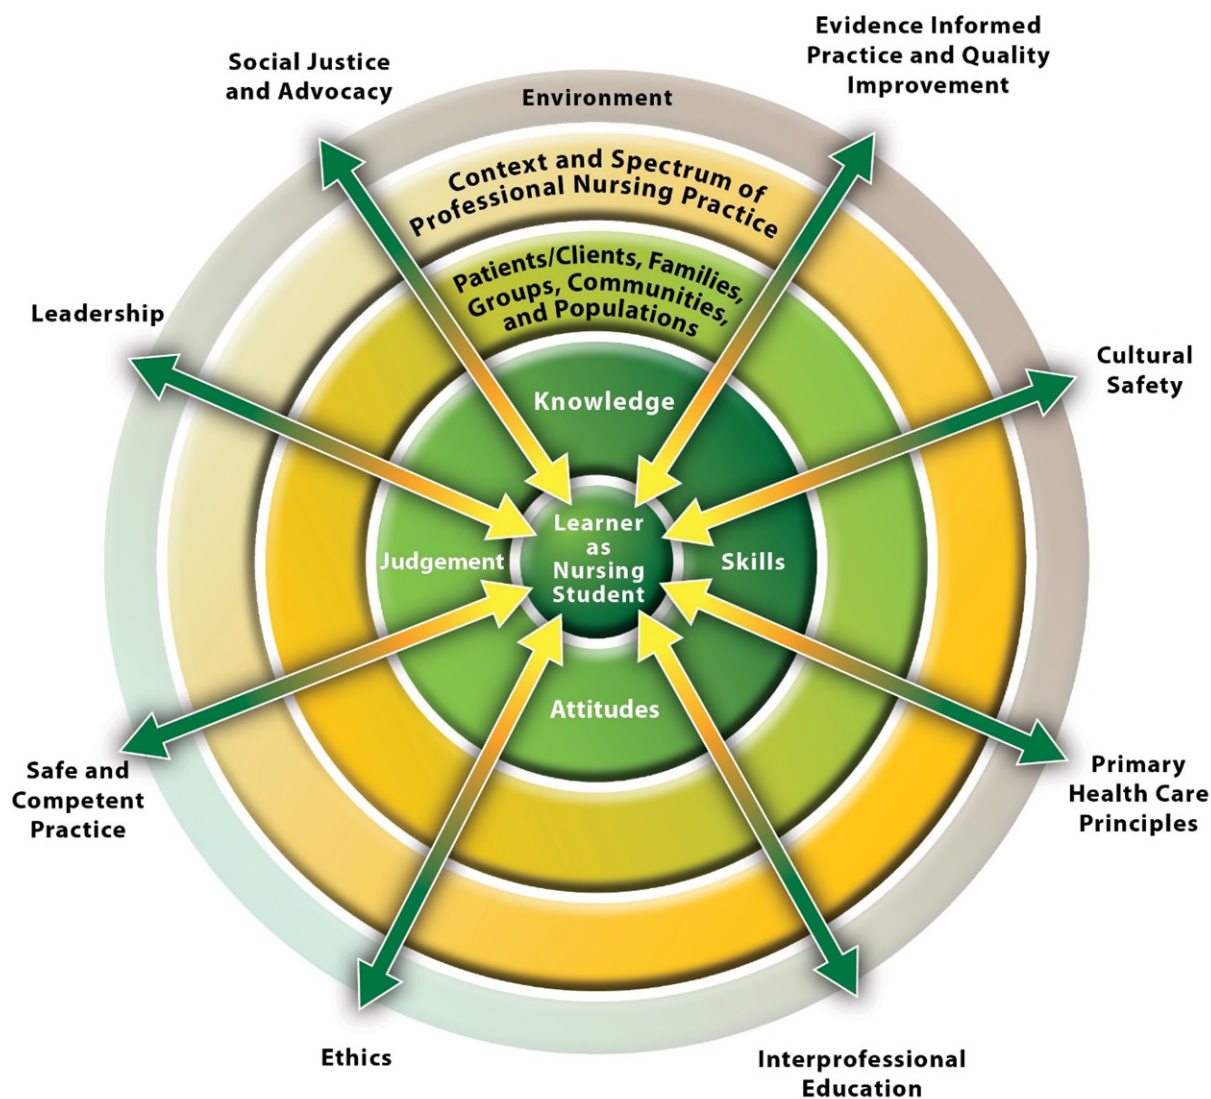 Evidence Informed
Practice and Quality
Improvement
Social Justice
and Advocacy
Environment
Context and Spectrum of
Professional Nursing Practice
Patients/Clients, Families,
Groups, Communities,
and Populations
Leadership
Cultural
Safety
Knowledge
Learner
as
Nursing
Student
Judgement
Skills
Attitudes
Safe and
Competent
Practice
Primary
Health Care
Principles
Ethics
Interprofessional
Education